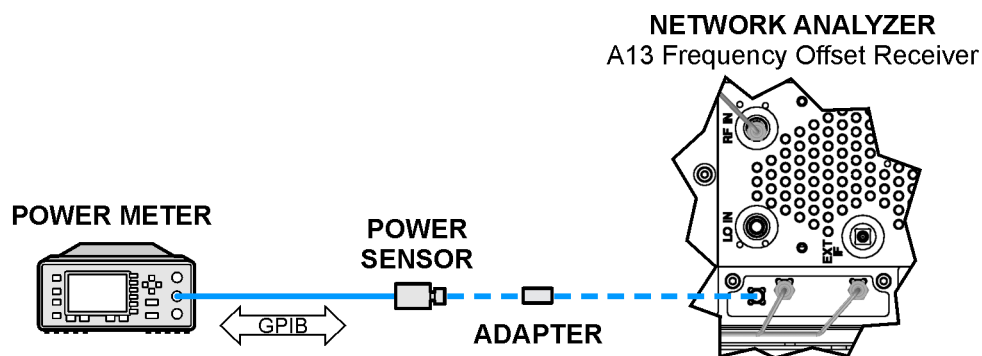 NETWORK ANALYZER
A13 Frequency Offset Receiver
RF IN
POWER METER
POWER
SENSOR
LO IN
EXT
IF
GPIB
ADAPTER